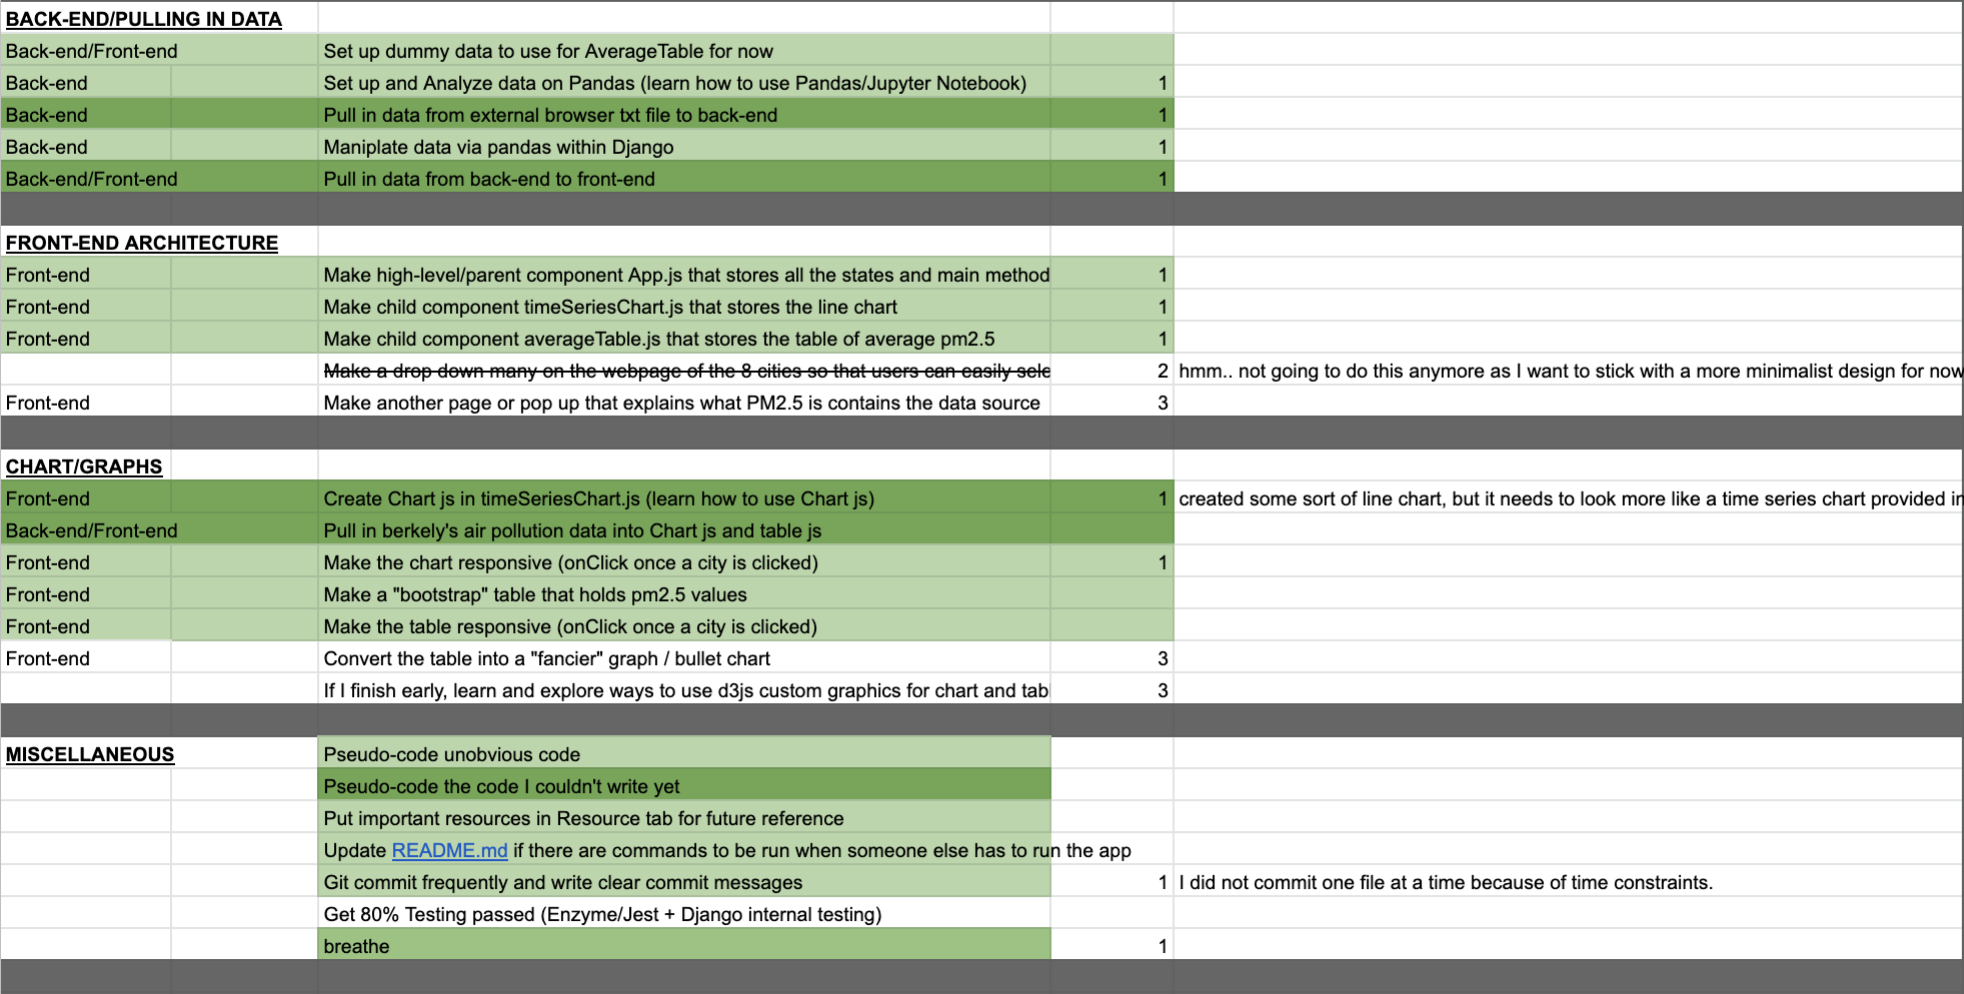 BACK-END/PULLING IN DATA
Back-end/Front-end Set up dummy data to use for AverageTable for now
Back-end Set up and Analyze data on Pandas (learn how to use Pandas/Jupyter Notebook) 1
Back-end Pull in data from external browser txt file to back-end 1
Back-end Maniplate data via pandas within Django 1
Back-end/Front-end Pull in data from back-end to front-end 1
FRONT-END ARCHITECTURE
Front-end Make high-level/parent component App.js that stores all the states and main method 1
Front-end Make child component timeSeriesChart.js that stores the line chart 1
Front-end Make child component averageTable.js that stores the table of average pm2.5 1
Make a drop down many on the webpage of the 8 cities so that users can easily sele 2 hmm.. not going to do this anymore as I want to stick with a more minimalist design for now
Front-end Make another page or pop up that explains what PM2.5 is contains the data source 3
CHART/GRAPHS
Front-end Create Chart js in timeSeriesChart.js (learn how to use Chart js) 1 created some sort of line chart, but it needs to look more like a time series chart provided in
Back-end/Front-end Pull in berkely's air pollution data into Chart js and table js
Front-end Make the chart responsive (onClick once a city is clicked) 1
Front-end Make a "bootstrap" table that holds pm2.5 values
Front-end Make the table responsive (onClick once a city is clicked)
Front-end Convert the table into a "fancier" graph / bullet chart 3
If I finish early, learn and explore ways to use d3js custom graphics for chart and tabl 3
MISCELLANEOUS Pseudo-code unobvious code
Pseudo-code the code I couldn't write yet
Put important resources in Resource tab for future reference
Update README.md if there are commands to be run when someone else has to run the app
Git commit frequently and write clear commit messages 1 I did not commit one file at a time because of time constraints.
Get 80% Testing passed (Enzyme/Jest + Django internal testing)
breathe 1